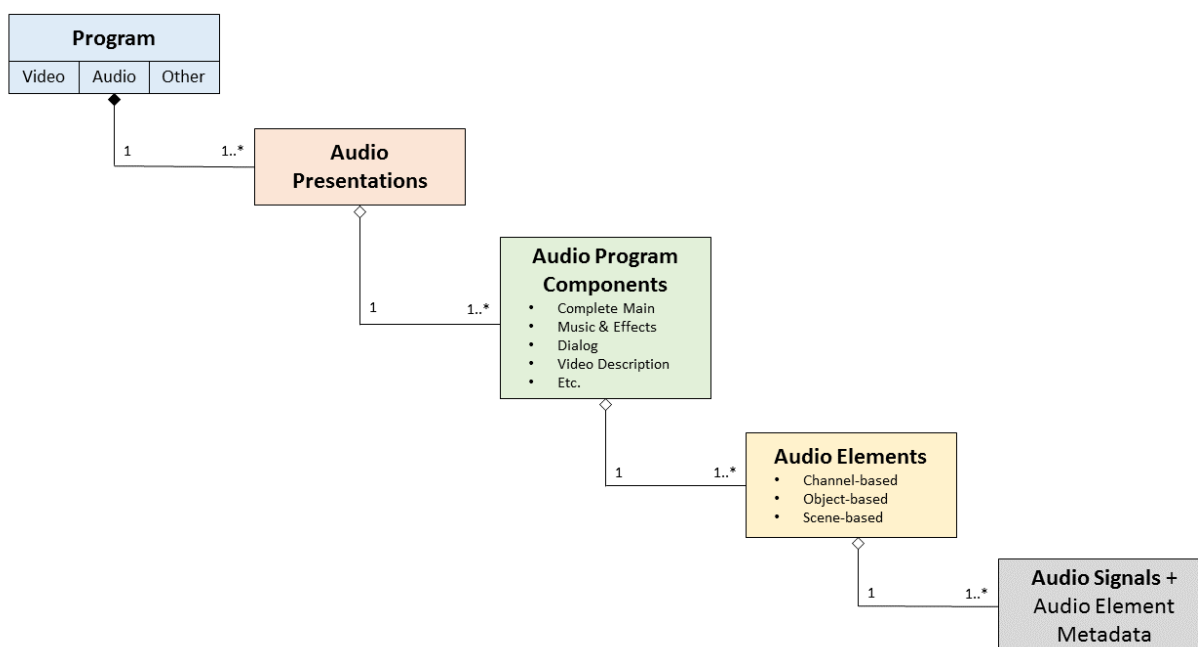 Program
Video Audio Other
1 1..*
Audio
Presentations
1 1..*
Audio Program
Components
• Complete Main
• Music & Effects
• Dialog
• Video Description
• Etc.
1 1..*
Audio Elements
• Channel-based
• Object-based
• Scene-based
1 1..*
Audio Signals +
Audio Element
Metadata